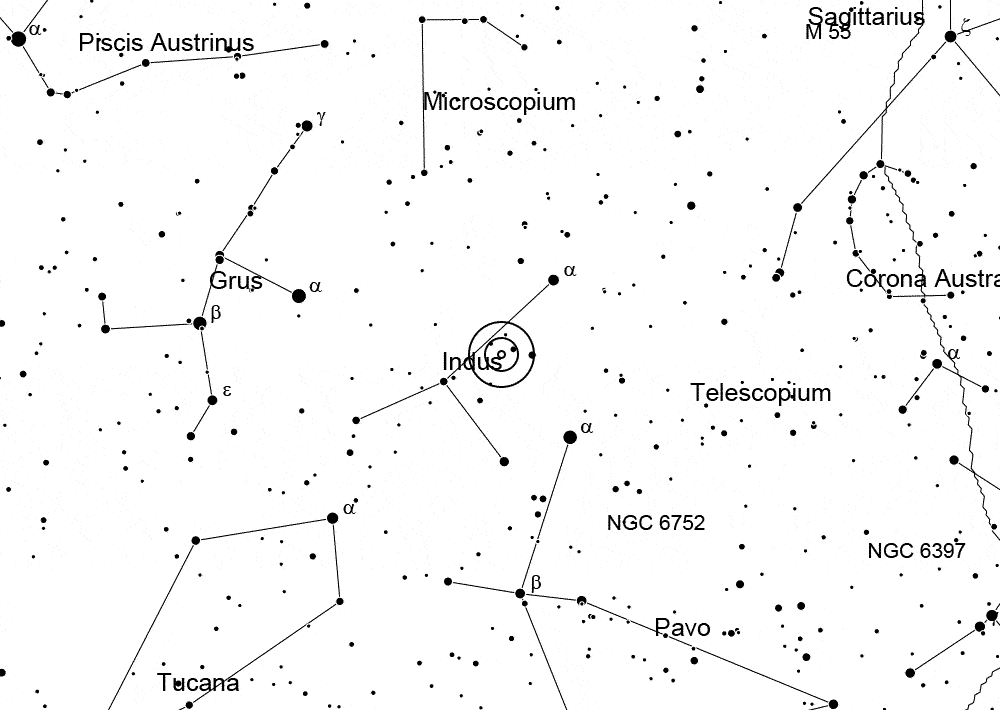 Sagittarius
M 55
ζ
α
Piscis Austrinus
Microscopium
γ
α
Grus
α
Corona Austra
β
α
Indus
ε
Telescopium
α
α
NGC 6752
NGC 6397
β
Pavo
Tucana